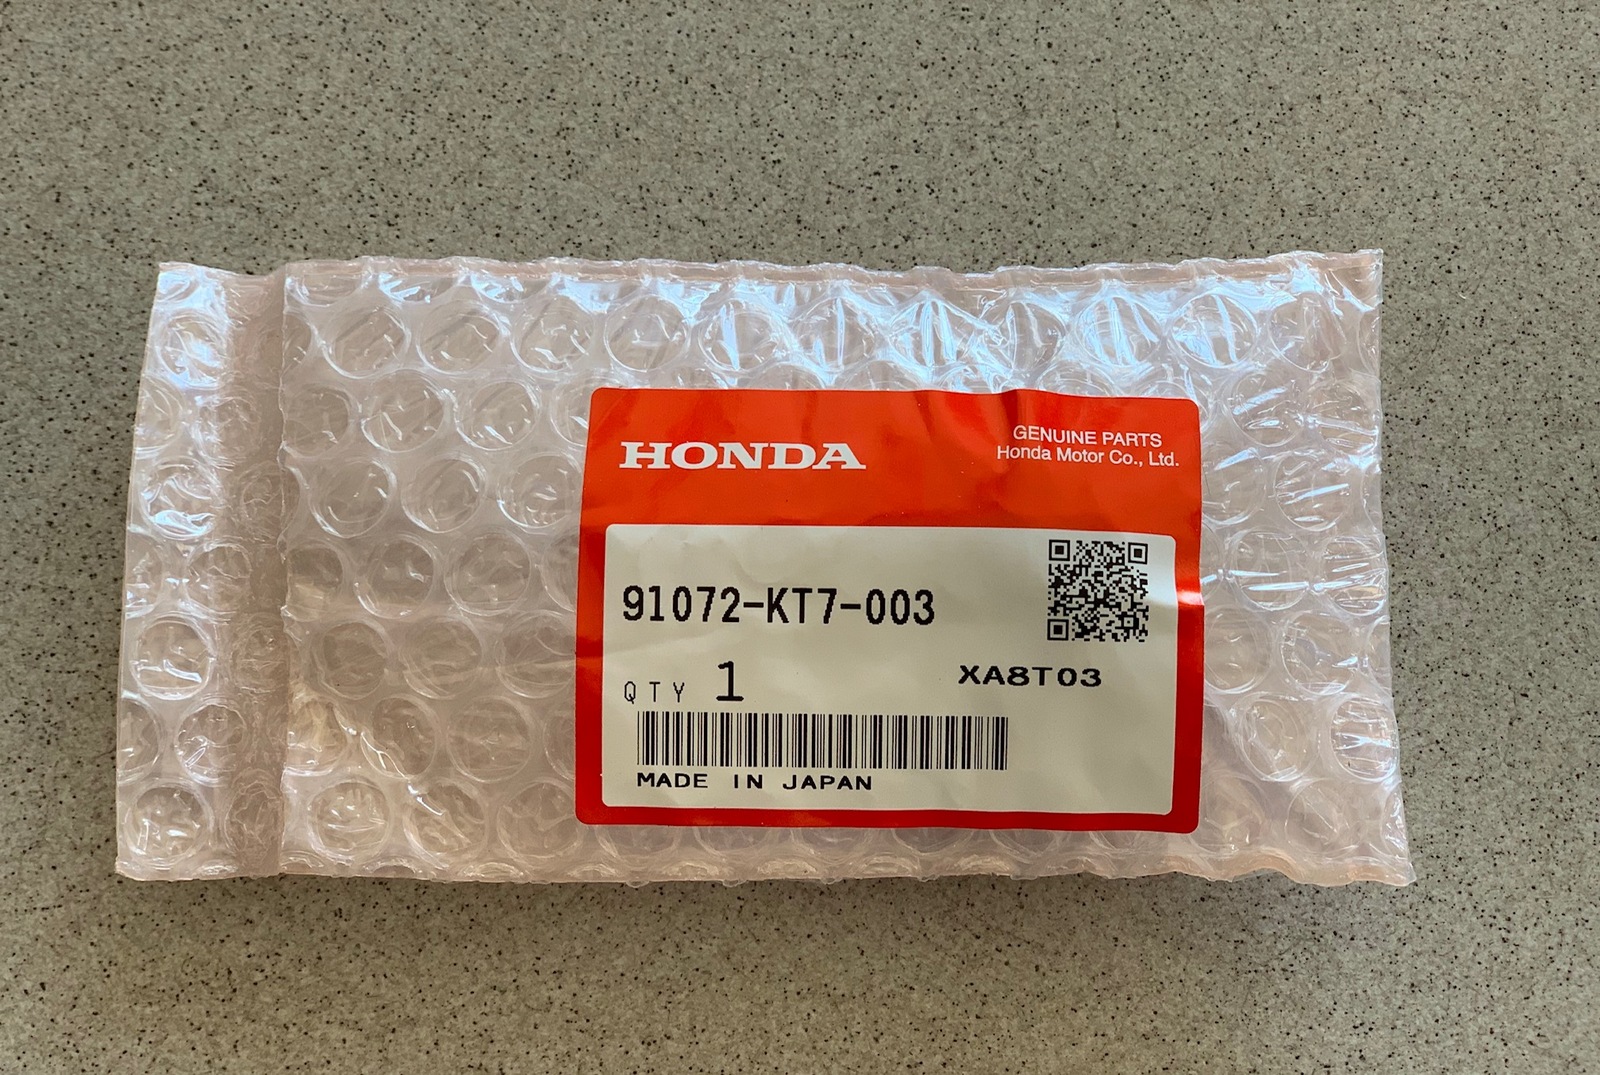 HONDA
GENUINE PARTS
Honda Motor Co., Ltd.
91072-KT7-003
QTY 1
XA8T03
MADE IN JAPAN